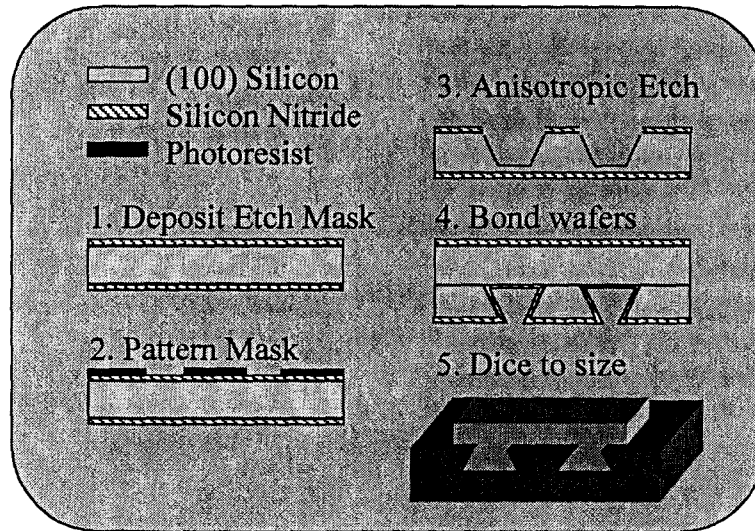 (100) Silicon
Silicon Nitride
Photoresist
1. Deposit Etch Mask
2. Pattern Mask
3. Anisotropic Etch
4. Bond wafers
5. Dice to size